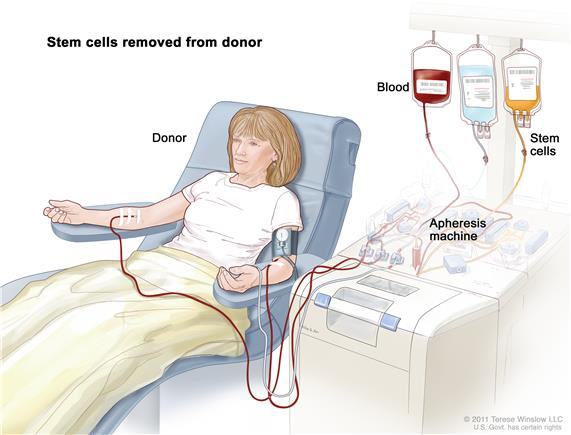 Stem cells removed from donor
Blood
Donor
Stem
cells
Apheresis
machine
© 2011 Terese Winslow LLC
U.S. Govt. has certain rights